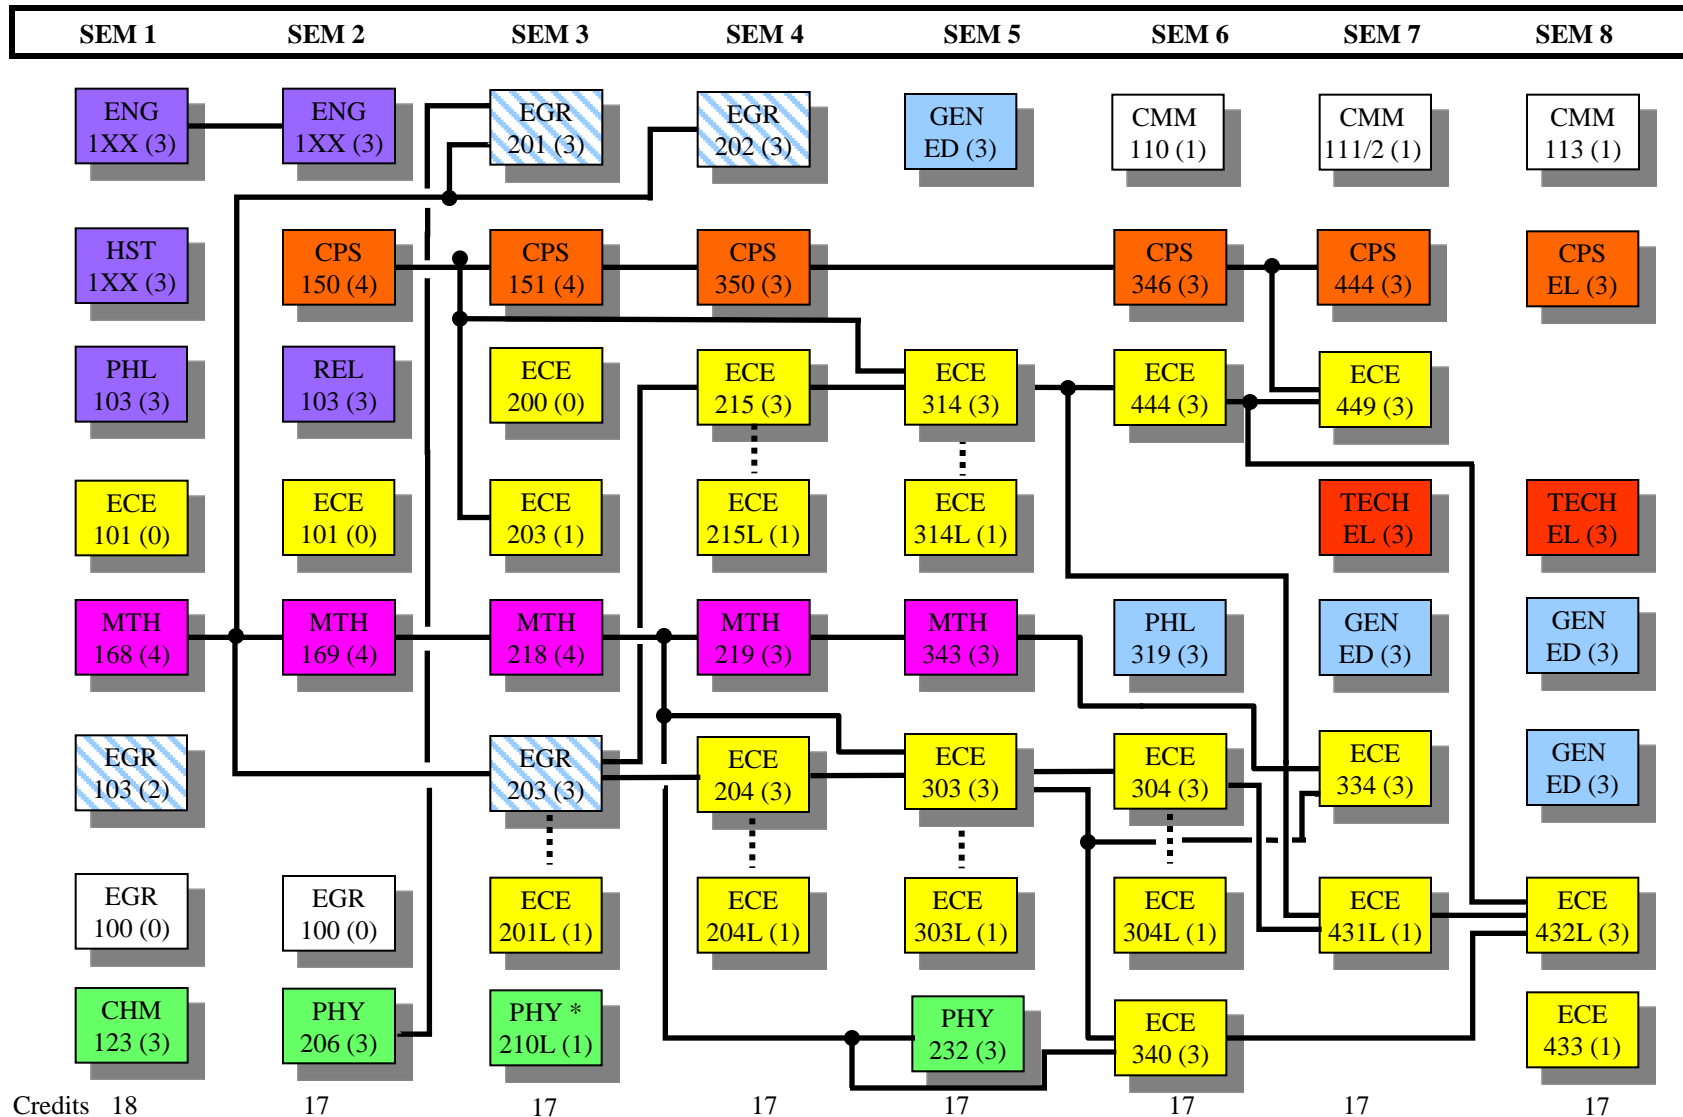 SEM 1 SEM 2 SEM 3 SEM 4 SEM 5 SEM 6 SEM 7 SEM 8
ENG
1XX (3)
ENG
1XX (3)
EGR
201 (3)
EGR
202 (3)
GEN
ED (3)
CMM
110 (1)
CMM
111/2 (1)
CMM
113 (1)
HST
1XX (3)
CPS
150 (4)
CPS
151 (4)
CPS
350 (3)
CPS
346 (3)
CPS
444 (3)
CPS
EL (3)
PHL
103 (3)
REL
103 (3)
ECE
200 (0)
ECE
215 (3)
ECE
314 (3)
ECE
444 (3)
ECE
449 (3)
ECE
101 (0)
ECE
101 (0)
ECE
203 (1)
ECE
215L (1)
ECE
314L (1)
TECH
EL (3)
TECH
EL (3)
MTH
168 (4)
MTH
169 (4)
MTH
218 (4)
MTH
219 (3)
MTH
343 (3)
PHL
319 (3)
GEN
ED (3)
GEN
ED (3)
EGR
103 (2)
EGR
203 (3)
ECE
204 (3)
ECE
303 (3)
ECE
304 (3)
ECE
334 (3)
GEN
ED (3)
EGR
100 (0)
EGR
100 (0)
ECE
201L (1)
ECE
204L (1)
ECE
303L (1)
ECE
304L (1)
ECE
431L (1)
ECE
432L (3)
CHM
123 (3)
PHY
206 (3)
PHY *
210L (1)
PHY
232 (3)
ECE
340 (3)
ECE
433 (1)
Credits 18 17 17 17 17 17 17 17